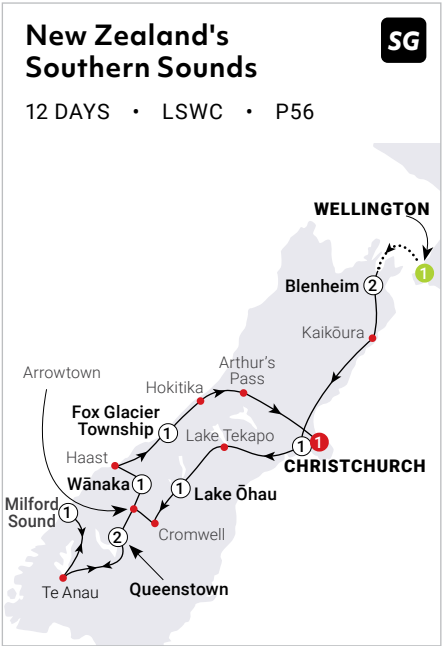 New Zealand's
Southern Sounds
SG
12 DAYS • LSWC • P56
WELLINGTON
1
Blenheim 2
Kaikōura
Arrowtown
Arthur's
Pass
Hokitika
Fox Glacier
Township 1
Lake Tekapo
1 1
CHRISTCHURCH
Haast
Wānaka 1
1 Lake Ōhau
Milford
Sound 1
Cromwell
2
Te Anau
Queenstown